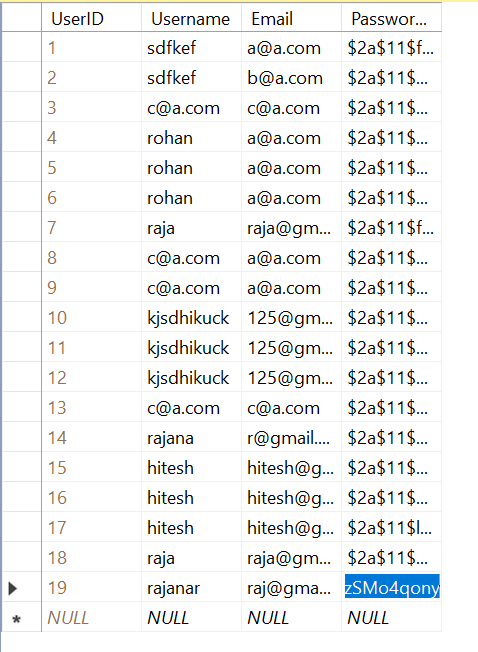 UserID Username Email Passwor...
1 sdfkef a@a.com $2a$11$f...
2 sdfkef b@a.com $2a$11$...
3 c@a.com c@a.com $2a$11$...
4 rohan a@a.com $2a$11$...
5 rohan a@a.com $2a$11$...
6 rohan a@a.com $2a$11$...
7 raja raja@gm... $2a$11$f...
8 c@a.com a@a.com $2a$11$...
9 c@a.com a@a.com $2a$11$...
10 kjsdhikuck 125@gm... $2a$11$...
11 kjsdhikuck 125@gm... $2a$11$...
12 kjsdhikuck 125@gm... $2a$11$...
13 c@a.com c@a.com $2a$11$...
14 rajana r@gmail.... $2a$11$...
15 hitesh hitesh@g... $2a$11$...
16 hitesh hitesh@g... $2a$11$...
17 hitesh hitesh@g... $2a$11$l...
18 raja raja@gm... $2a$11$...
19 rajanar raj@gma... zSMo4qony
* NULL NULL NULL NULL